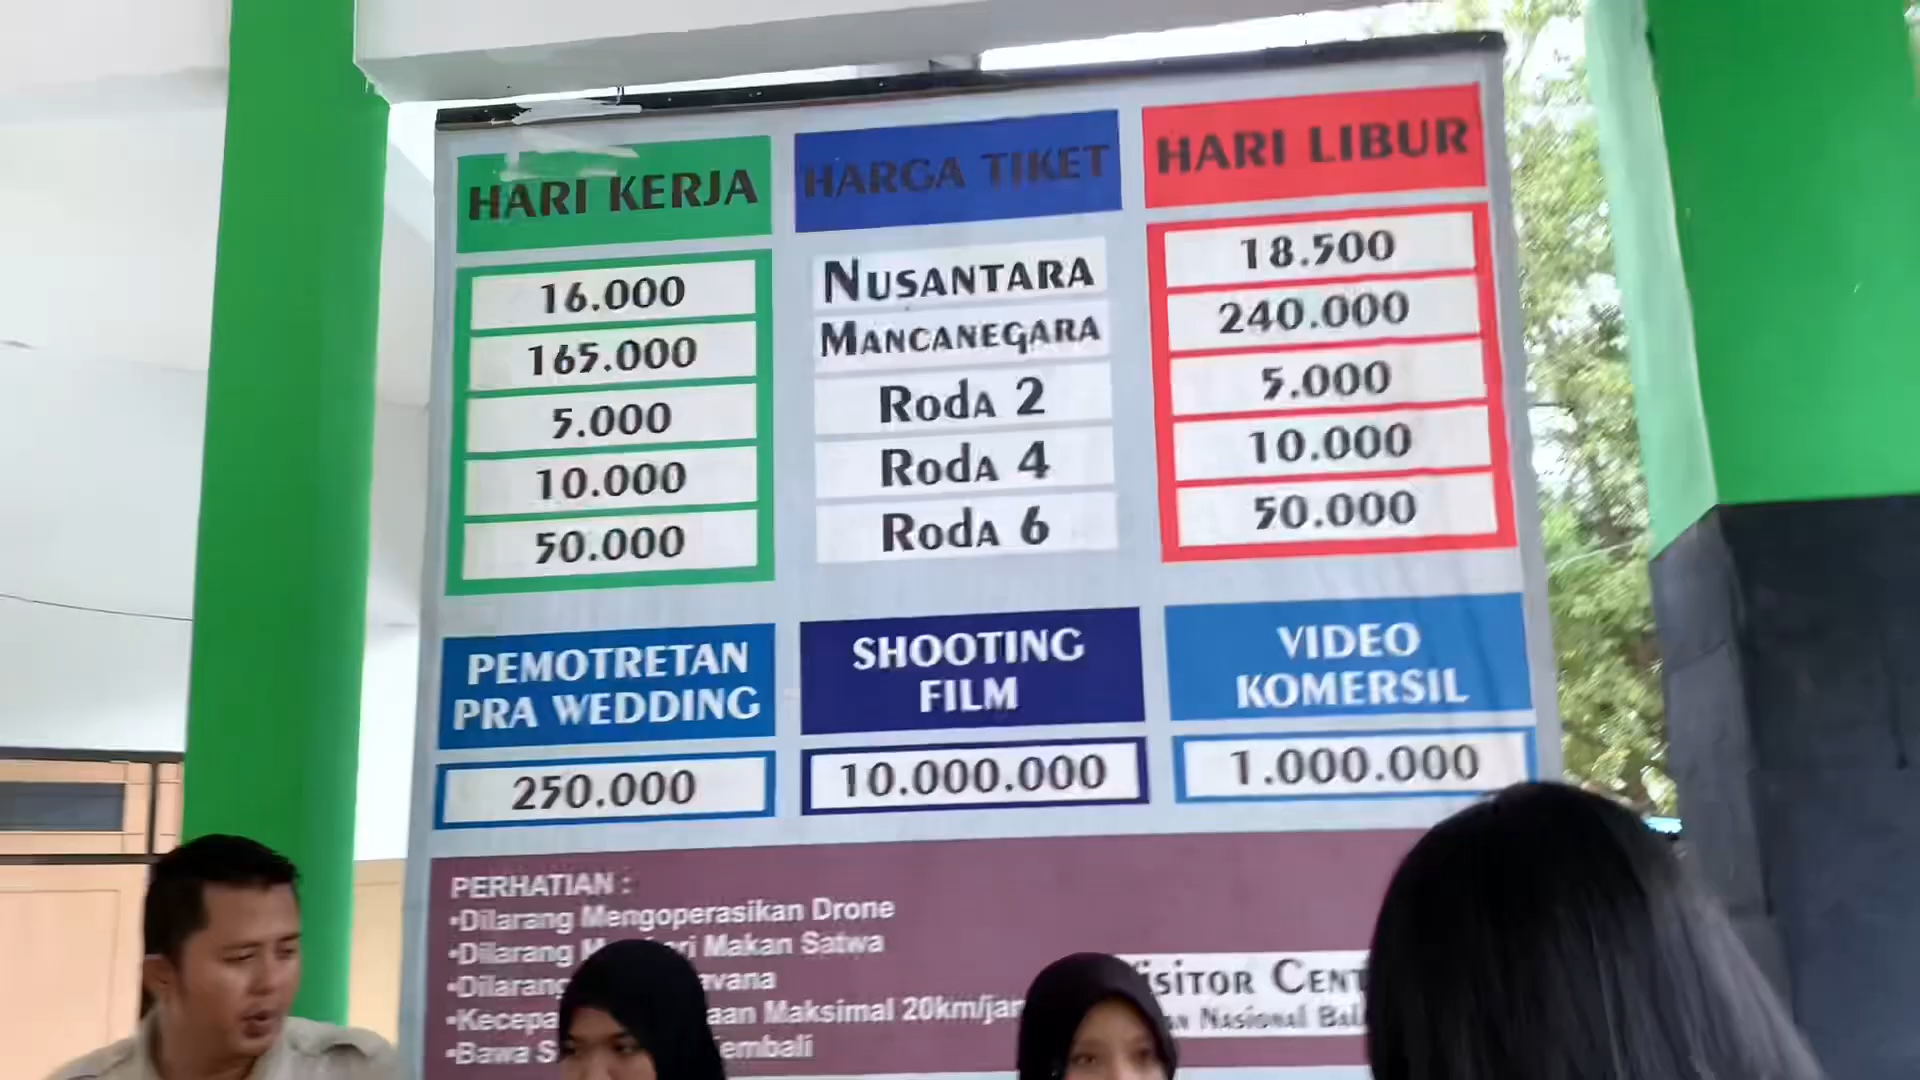 HARI KERJA HARGA TIKET HARI LIBUR
16.000 NUSANTARA 18.500
165.000 MANCANEGARA 240.000
5.000 Roda 2 5.000
10.000 Roda 4 10.000
50.000 Roda 6 50.000
PEMOTRETAN
PRA WEDDING
SHOOTING
FILM
VIDEO
KOMERSIL
250.000 10.000.000 1.000.000
PERHATIAN :
•Dilarang Mengoperasikan Drone
•Dilarang Makan Satwa
•Dilarang
Maksimal 20km/jam
•Bawa
Nasional